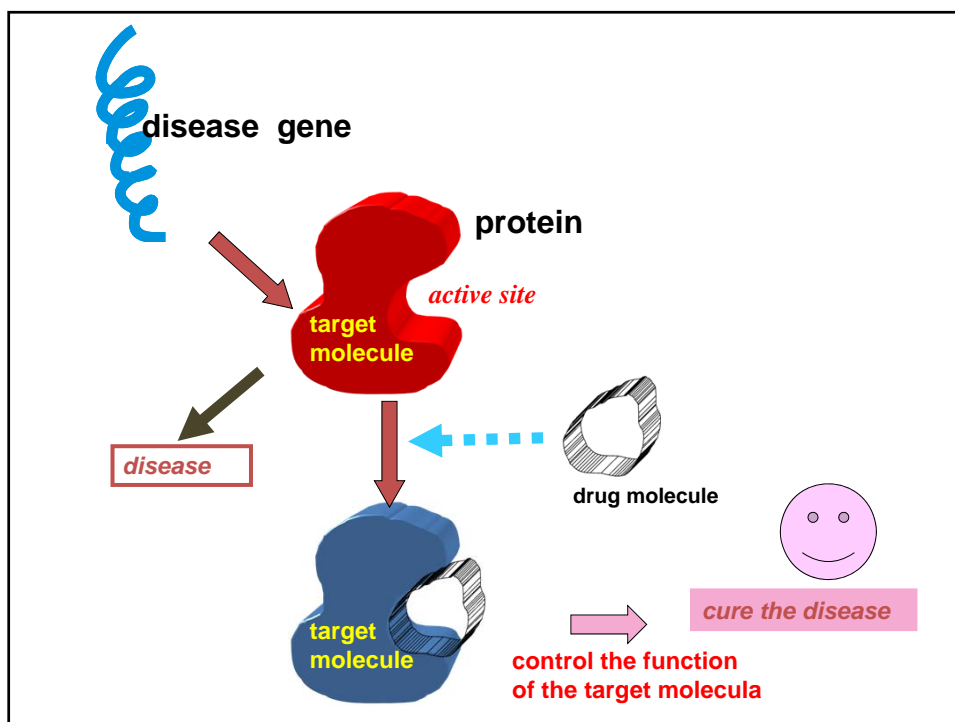 disease gene
protein
active site
target
molecule
disease
drug molecule
target
molecule
cure the disease
control the function
of the target molecula